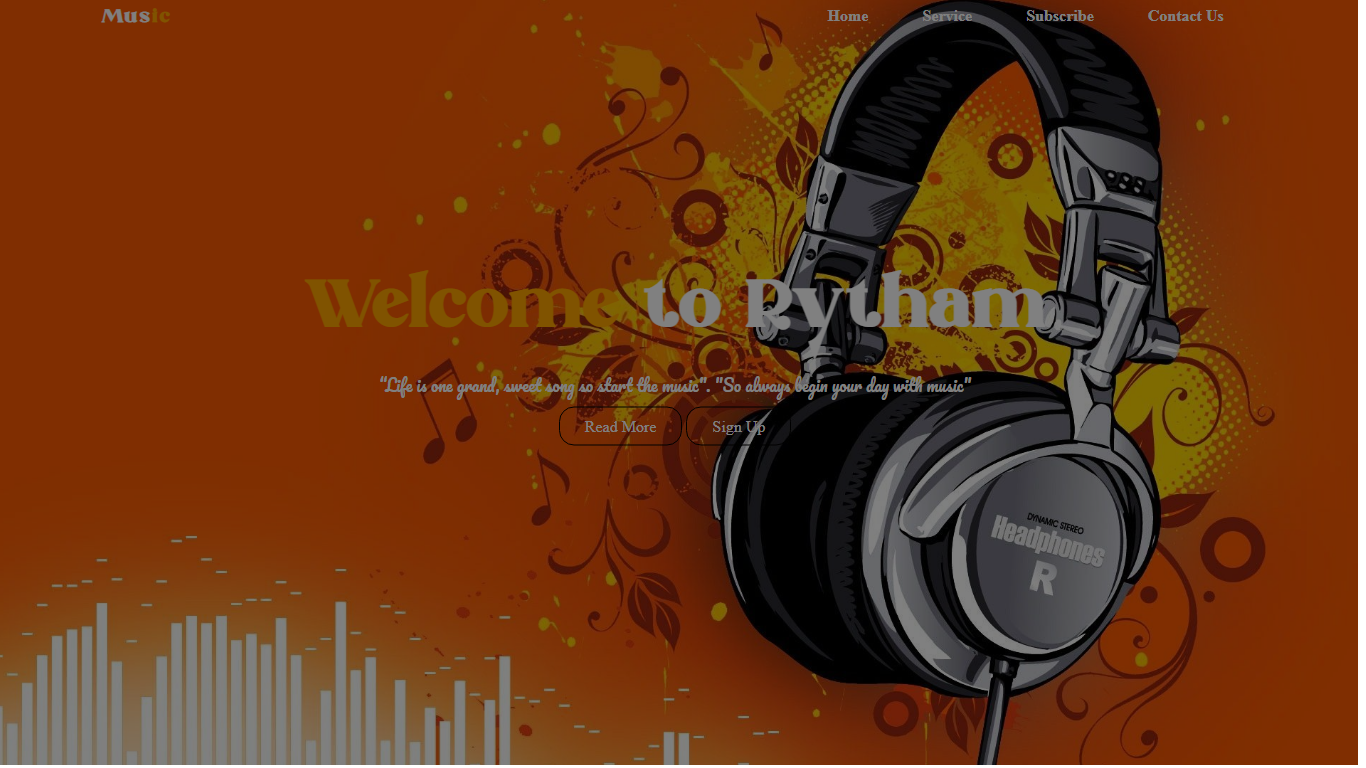 Music
Home Service Subscribe Contact Us
Welcome to Rytham
"Life is one grand, sweet song so start the music". "So always begin your day with music"
Read More Sign Up
DYNAMIC STEREO
Headphones
R